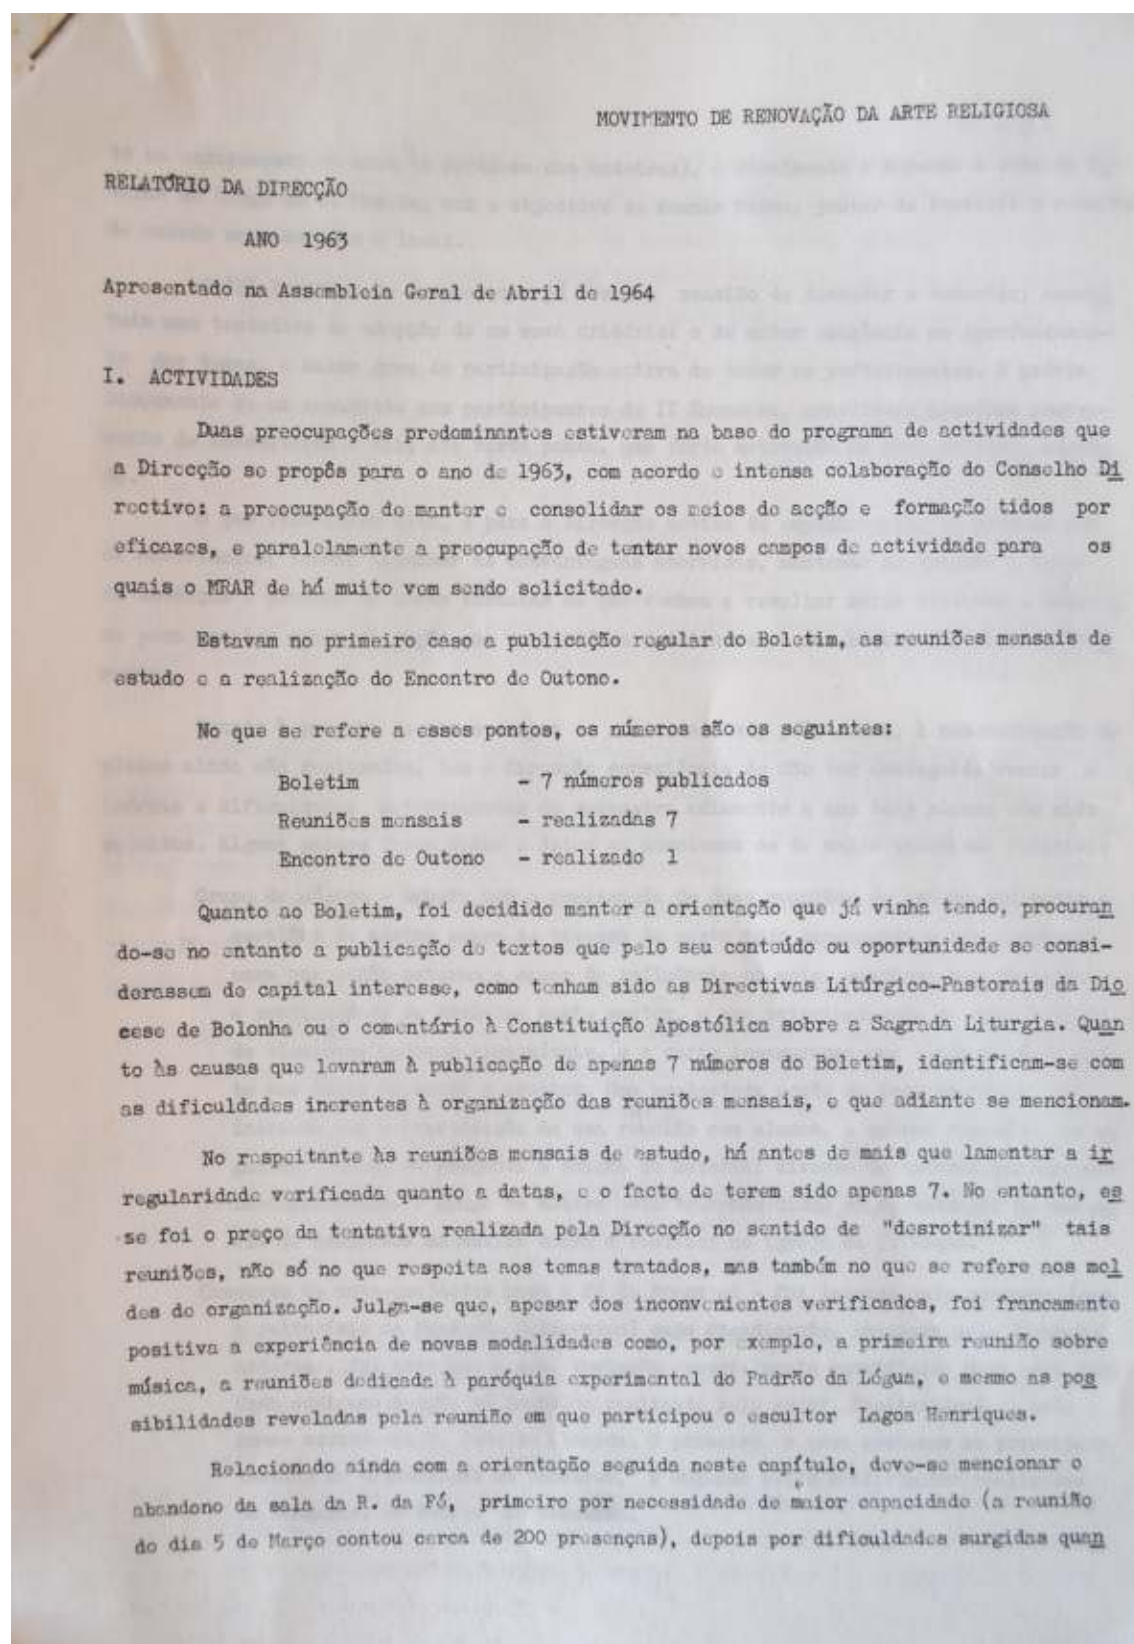 MOVIMENTO DE RENOVAÇÃO DA ARTE RELIGIOSA
RELATÓRIO DA DIRECÇÃO
ANO 1963
Apresentado na Assembleia Geral de Abril de 1964
I. ACTIVIDADES
Duas preocupações predominantes estiveram na base do programa de actividades que
a Direcção se propôs para o ano de 1963, com acordo e intensa colaboração do Conselho Di
rectivo: a preocupação de manter e consolidar os meios de acção e formação tidos por
eficazes, e paralelamente a preocupação de tentar novos campos de actividade para os
quais o MRAR de há muito vem sendo solicitado.
Estavam no primeiro caso a publicação regular do Boletim, as reuniões mensais de
estudo e a realização do Encontro de Outono.
No que se refere a esses pontos, os números são os seguintes:
Boletim - 7 números publicados
Reuniões mensais - realizadas 7
Encontro de Outono - realizado 1
Quanto ao Boletim, foi decidido manter a orientação que já vinha tendo, procuran
do-se no entanto a publicação de textos que pelo seu conteúdo ou oportunidade se consi-
derassem de capital interesse, como tenham sido as Directivas Litúrgico-Pastorais da Dio
cese de Bolonha ou o comentário à Constituição Apostólica sobre a Sagrada Liturgia. Quan
to às causas que levaram à publicação de apenas 7 números do Boletim, identificam-se com
as dificuldades inerentes à organização das reuniões mensais, e que adiante se mencionam.
No respeitante às reuniões mensais de estudo, há antes de mais que lamentar a ir
regularidade verificada quanto a datas, e o facto de terem sido apenas 7. No entanto, es
se foi o preço da tentativa realizada pela Direcção no sentido de "desrotinizar" tais
reuniões, não só no que respeita aos temas tratados, mas também no que se refere aos mol
des de organização. Julga-se que, apesar dos inconvenientes verificados, foi francamente
positiva a experiência de novas modalidades como, por exemplo, a primeira reunião sobre
música, a reuniões dedicada à paróquia experimental do Padrão da Légua, e mesmo as pos
sibilidades reveladas pela reunião em que participou o escultor Lagoa Henriques.
Relacionado ainda com a orientação seguida neste capítulo, deve-se mencionar o
abandono da sala da R. da Fé, primeiro por necessidade de maior capacidade (a reunião
do dia 5 de Março contou cerca de 200 presenças), depois por dificuldades surgidas quan